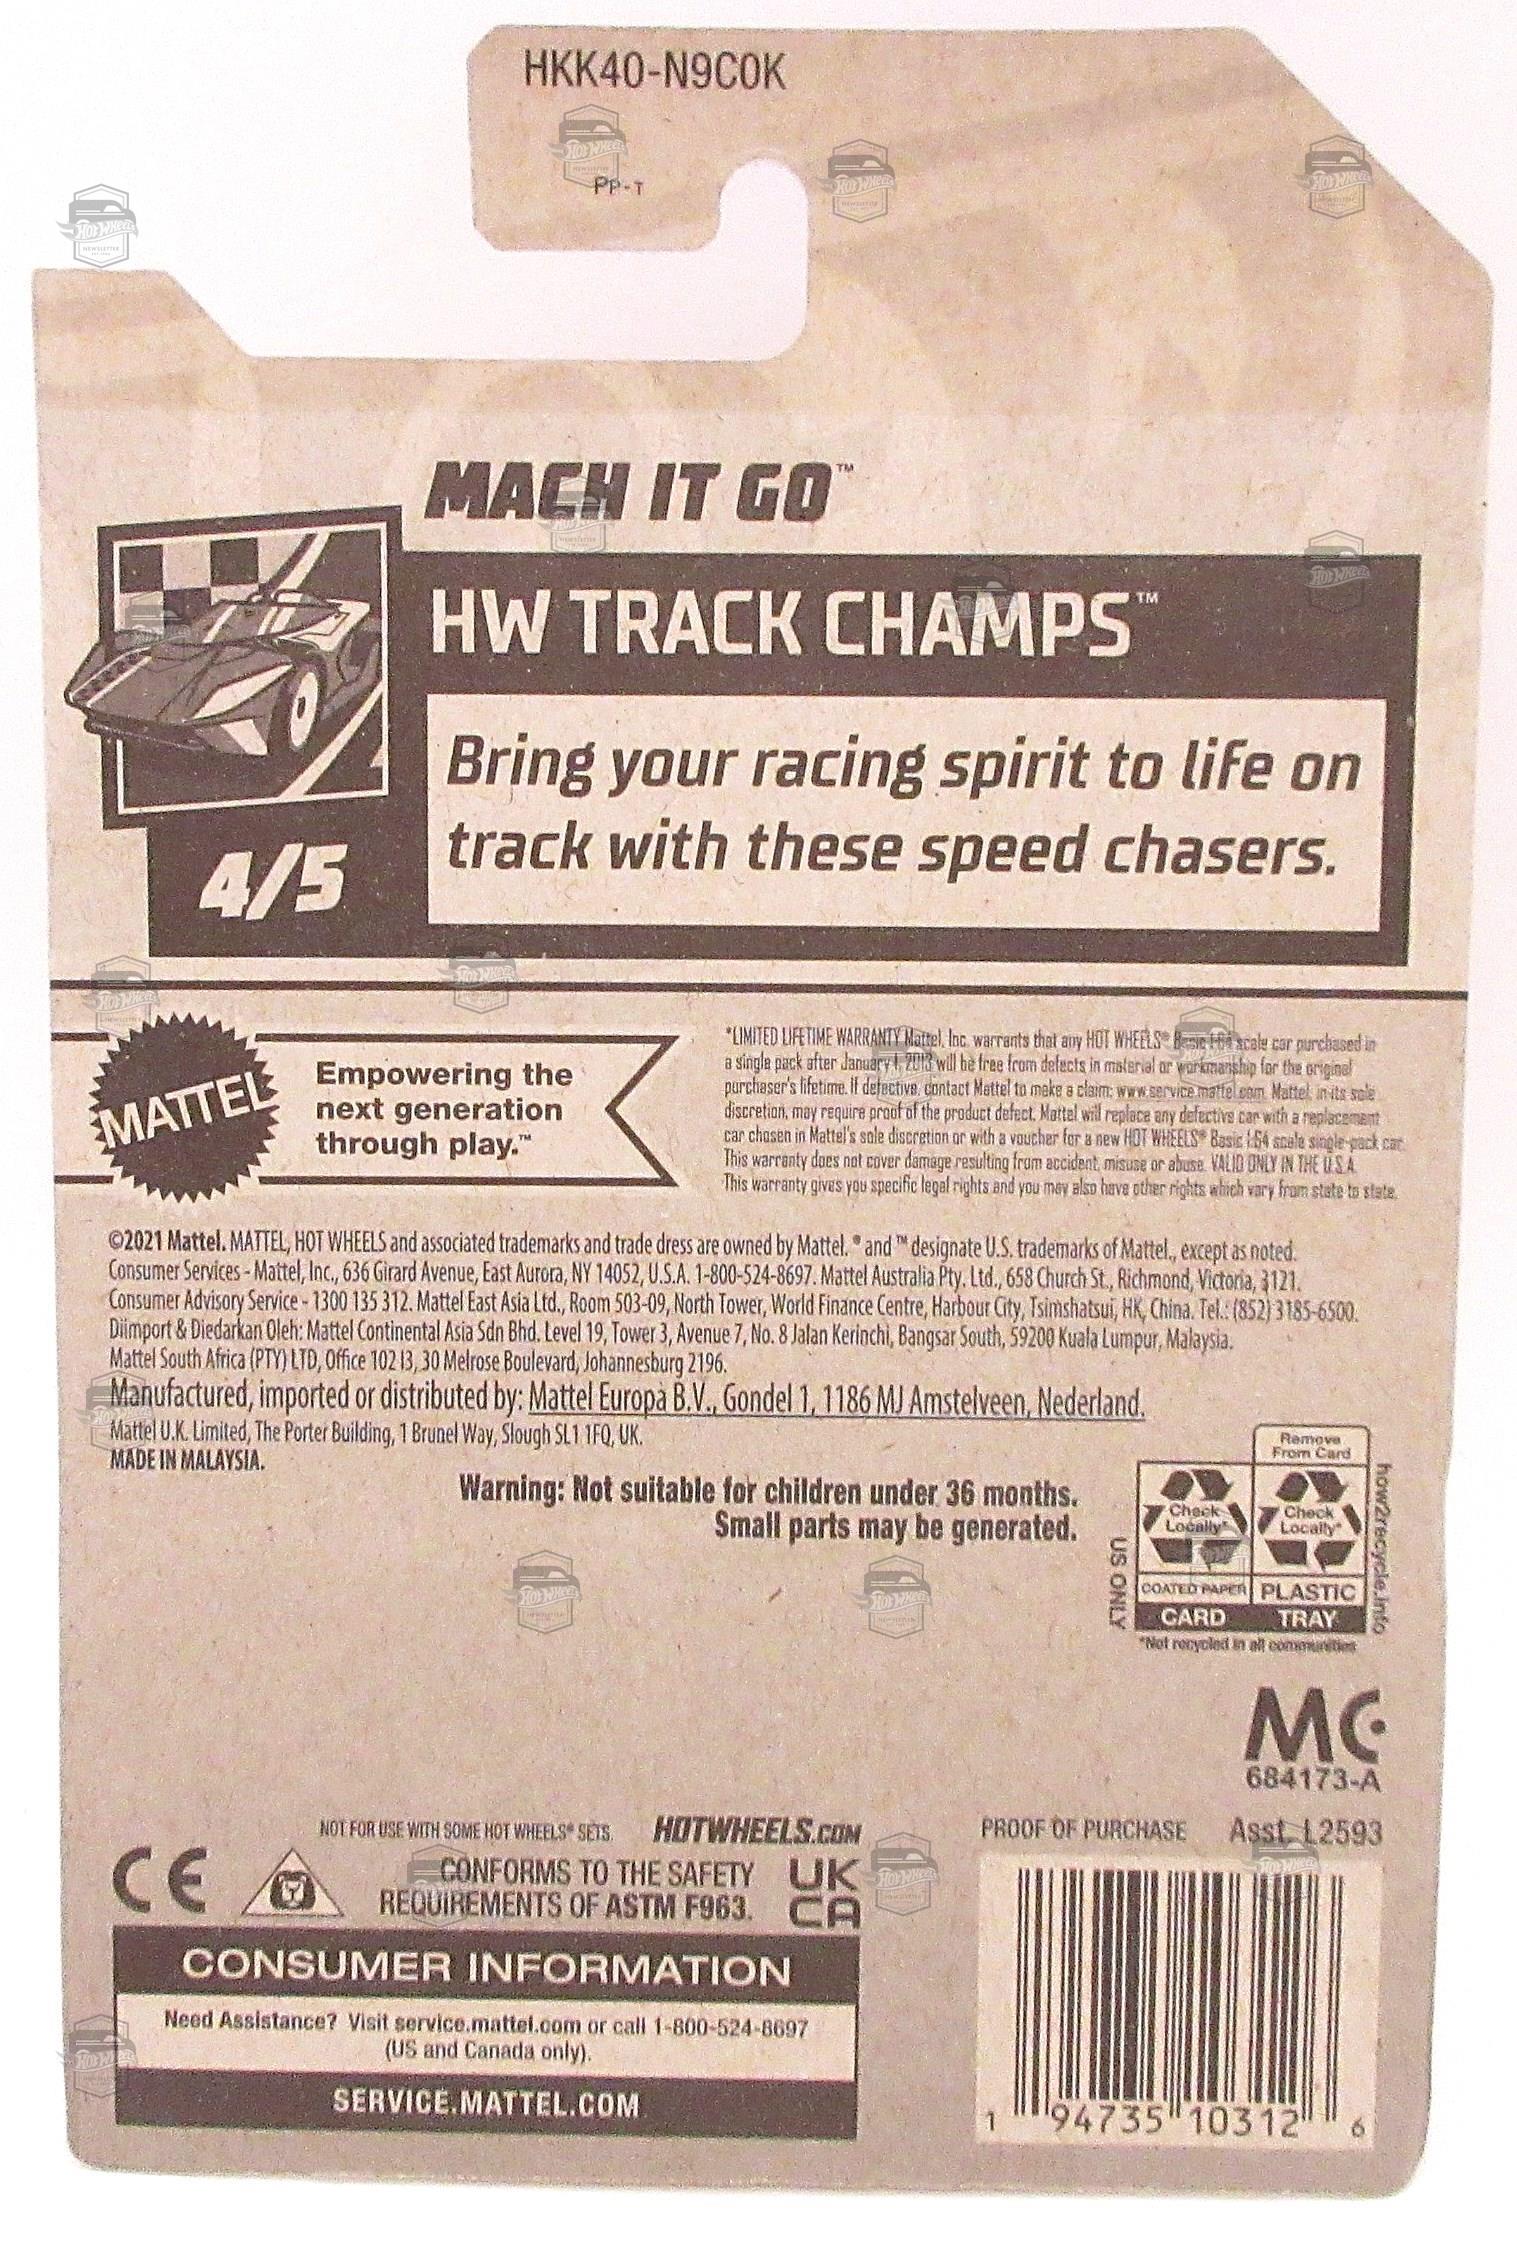 HKK40-N9C0K
PP-T
MACH IT GO™
HW TRACK CHAMPS™
Bring your racing spirit to life on
track with these speed chasers.
4/5
MATTEL
Empowering the
next generation
through play.™
*LIMITED LIFETIME WARRANTY Mattel, Inc. warrants that any HOT WHEELS® Basic 1:64 scale car purchased in
a single pack after January 1, 2013 will be free from defects in material or workmanship for the original
purchaser's lifetime. If defective, contact Mattel to make a claim: www.service.mattel.com. Mattel, in its sole
discretion, may require proof of the product defect. Mattel will replace any defective car with a replacement
car chosen in Mattel's sole discretion or with a voucher for a new HOT WHEELS® Basic 1:64 scale single-pack car.
This warranty does not cover damage resulting from accident, misuse or abuse. VALID ONLY IN THE U.S.A.
This warranty gives you specific legal rights and you may also have other rights which vary from state to state.
©2021 Mattel. MATTEL, HOT WHEELS and associated trademarks and trade dress are owned by Mattel. ® and ™ designate U.S. trademarks of Mattel., except as noted.
Consumer Services - Mattel, Inc., 636 Girard Avenue, East Aurora, NY 14052, U.S.A. 1-800-524-8697. Mattel Australia Pty. Ltd., 658 Church St., Richmond, Victoria, 3121.
Consumer Advisory Service - 1300 135 312. Mattel East Asia Ltd., Room 503-09, North Tower, World Finance Centre, Harbour City, Tsimshatsui, HK, China. Tel.: (852) 3185-6500.
Diimport & Diedarkan Oleh: Mattel Continental Asia Sdn Bhd. Level 19, Tower 3, Avenue 7, No. 8 Jalan Kerinchi, Bangsar South, 59200 Kuala Lumpur, Malaysia.
Mattel South Africa (PTY) LTD, Office 102 I3, 30 Melrose Boulevard, Johannesburg 2196.
Manufactured, imported or distributed by: Mattel Europa B.V., Gondel 1, 1186 MJ Amstelveen, Nederland.
Mattel U.K. Limited, The Porter Building, 1 Brunel Way, Slough SL1 1FQ, UK.
MADE IN MALAYSIA.
Warning: Not suitable for children under 36 months.
Small parts may be generated.
Remove
From Card
Check
Locally*
Check
Locally*
COATED PAPER
PLASTIC
CARD
TRAY
*Not recycled in all communities
US ONLY
how2recycle.info
MC
684173-A
NOT FOR USE WITH SOME HOT WHEELS® SETS.
HOTWHEELS.COM
PROOF OF PURCHASE
Asst. L2593
CE
CONFORMS TO THE SAFETY
REQUIREMENTS OF ASTM F963.
UK
CA
CONSUMER INFORMATION
Need Assistance? Visit service.mattel.com or call 1-800-524-8697
(US and Canada only).
SERVICE.MATTEL.COM
1 94735 10312 6